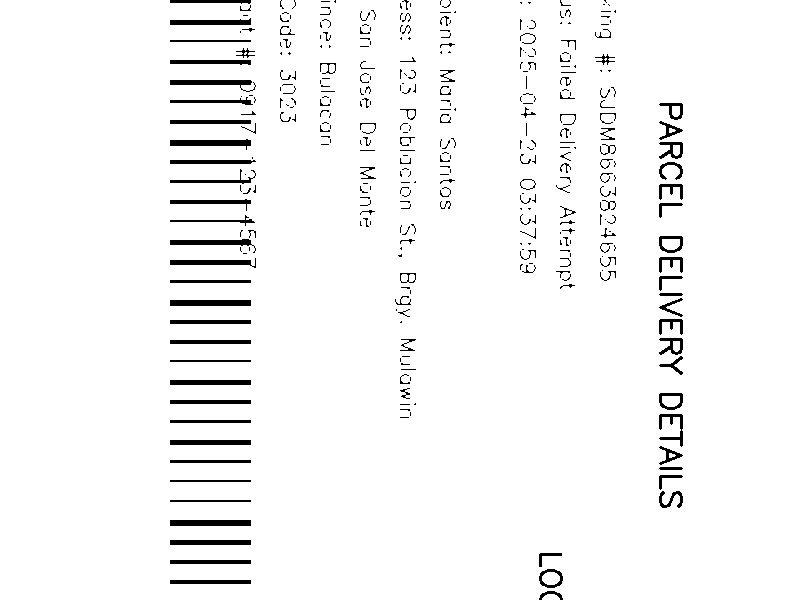 PARCEL DELIVERY DETAILS
king #: SJDM8663824655
us: Failed Delivery Attempt
: 2025-04-23 03:37:59
LOC
pient: Maria Santos
ess: 123 Poblacion St., Brgy. Mulawin
San Jose Del Monte
ince: Bulacan
Code: 3023
act #: 0917-123-4567